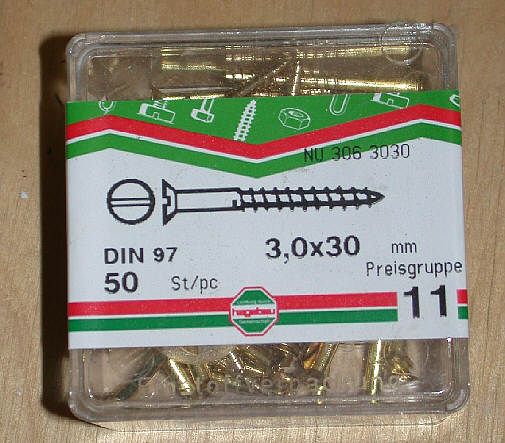 NU 306 3030
DIN 97
3,0x30 mm
50 St/pc
Preisgruppe
11